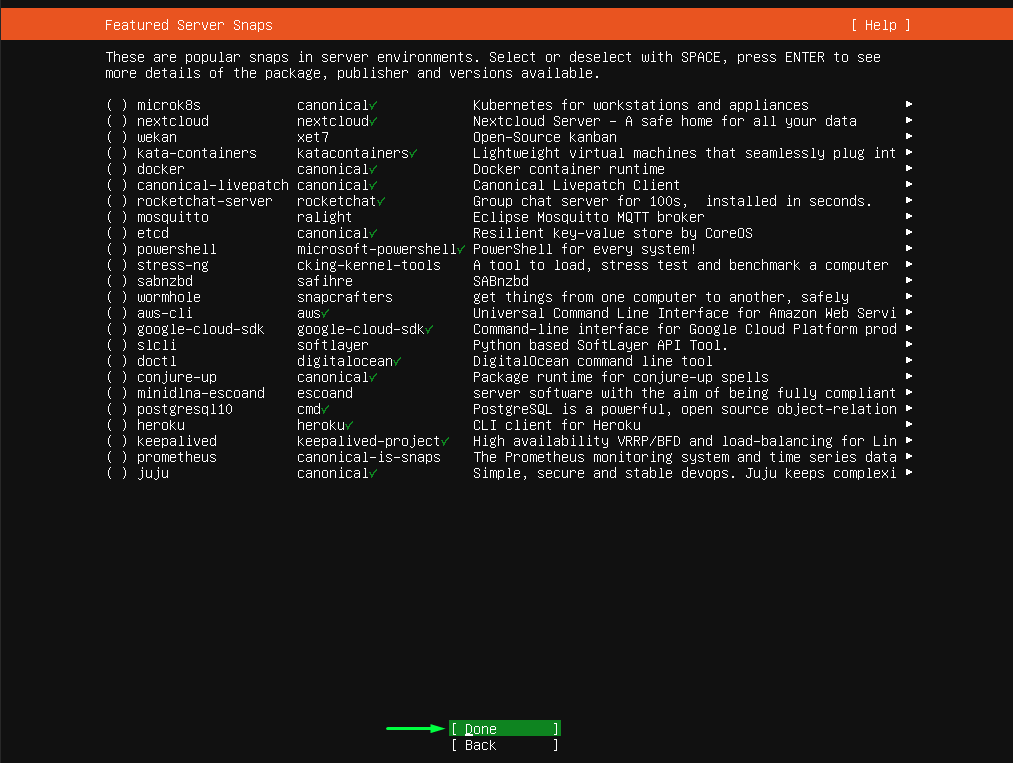 Featured Server Snaps [ Help ]
These are popular snaps in server environments. Select or deselect with SPACE, press ENTER to see
more details of the package, publisher and versions available.
( ) microk8s canonical✓ Kubernetes for workstations and appliances ▸
( ) nextcloud nextcloud✓ Nextcloud Server - A safe home for all your data ▸
( ) wekan xet7 Open-Source kanban ▸
( ) kata-containers katacontainers✓ Lightweight virtual machines that seamlessly plug int ▸
( ) docker canonical✓ Docker container runtime ▸
( ) canonical-livepatch canonical✓ Canonical Livepatch Client ▸
( ) rocketchat-server rocketchat✓ Group chat server for 100s,  installed in seconds. ▸
( ) mosquitto ralight Eclipse Mosquitto MQTT broker ▸
( ) etcd canonical✓ Resilient key-value store by CoreOS ▸
( ) powershell microsoft-powershell✓ PowerShell for every system! ▸
( ) stress-ng cking-kernel-tools A tool to load, stress test and benchmark a computer ▸
( ) sabnzbd safihre SABnzbd ▸
( ) wormhole snapcrafters get things from one computer to another, safely ▸
( ) aws-cli aws✓ Universal Command Line Interface for Amazon Web Servi ▸
( ) google-cloud-sdk google-cloud-sdk✓ Command-line interface for Google Cloud Platform prod ▸
( ) slcli softlayer Python based SoftLayer API Tool. ▸
( ) doctl digitalocean✓ DigitalOcean command line tool ▸
( ) conjure-up canonical✓ Package runtime for conjure-up spells ▸
( ) minidlna-escoand escoand server software with the aim of being fully compliant ▸
( ) postgresql10 cmd✓ PostgreSQL is a powerful, open source object-relation ▸
( ) heroku heroku✓ CLI client for Heroku ▸
( ) keepalived keepalived-project✓ High availability VRRP/BFD and load-balancing for Lin ▸
( ) prometheus canonical-is-snaps The Prometheus monitoring system and time series data ▸
( ) juju canonical✓ Simple, secure and stable devops. Juju keeps complexi ▸
[ Done ]
[ Back ]